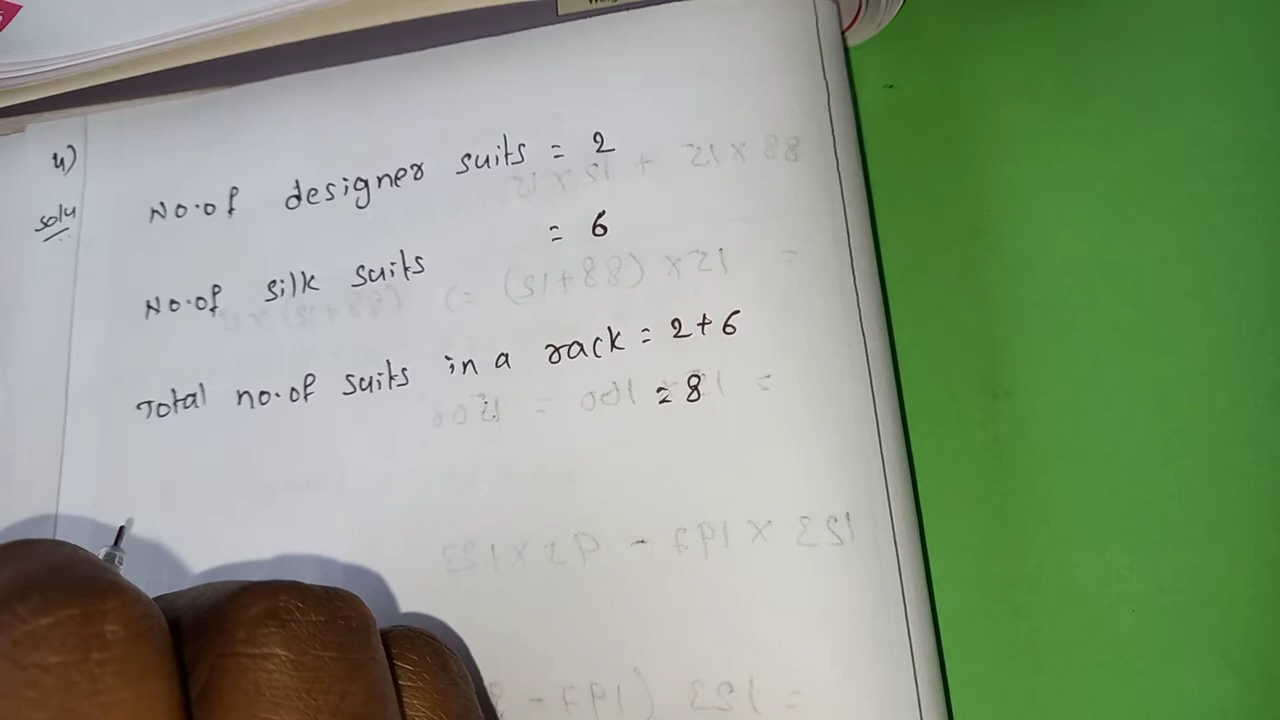 4)
Solu
No.of designer suits = 2
No.of silk suits = 6
Total no.of suits in a rack = 2+6
= 8